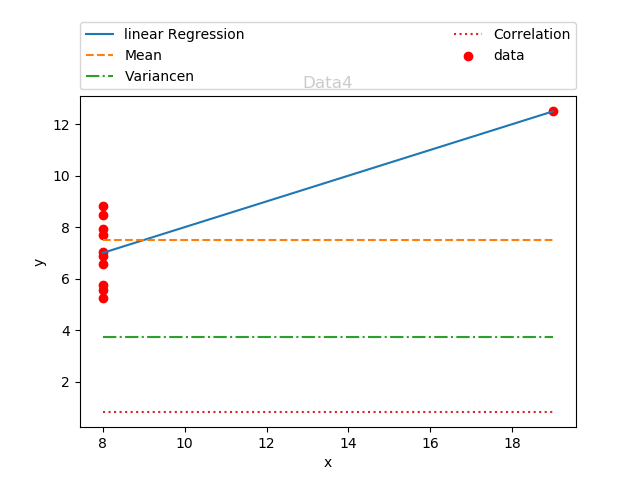 linear Regression
Mean
Variancen
Correlation
data
Data4
12
10
8
6
4
2
y
8
10
12
14
16
18
x